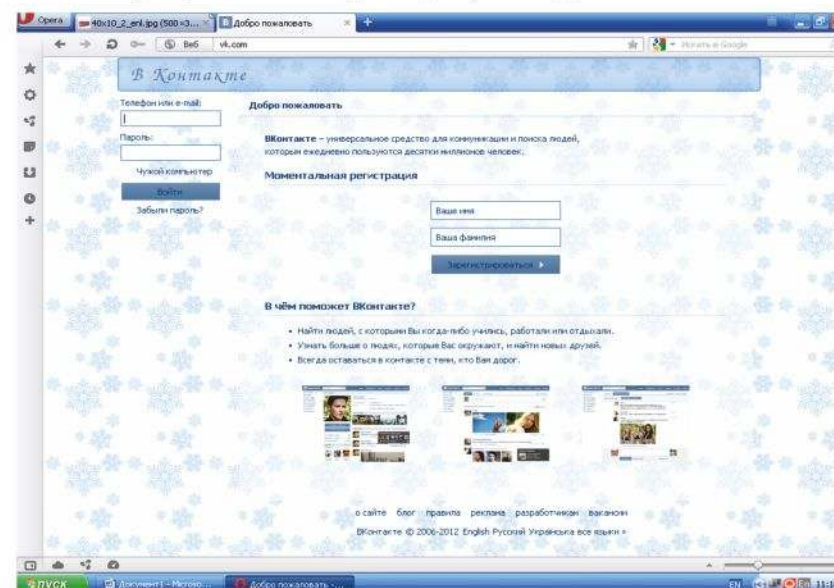 Opera
40x10_2_enl.jpg (500×3...
Добро пожаловать
Веб
vk.com
Искать в Google
В Контакте
Телефон или e-mail:
Пароль:
Чужой компьютер
Войти
Забыли пароль?
Добро пожаловать
ВКонтакте – универсальное средство для коммуникации и поиска людей,
которым ежедневно пользуются десятки миллионов человек.
Моментальная регистрация
Ваше имя
Ваша фамилия
Зарегистрироваться
В чём поможет ВКонтакте?
• Найти людей, с которыми Вы когда-либо учились, работали или отдыхали.
• Узнать больше о людях, которые Вас окружают, и найти новых друзей.
• Всегда оставаться в контакте с теми, кто Вам дорог.
о сайте блог правила реклама разработчикам вакансии
ВКонтакте © 2006-2012 English Русский Українська все языки »
пуск
Документ1 - Microso...
Добро пожаловать -...
EN